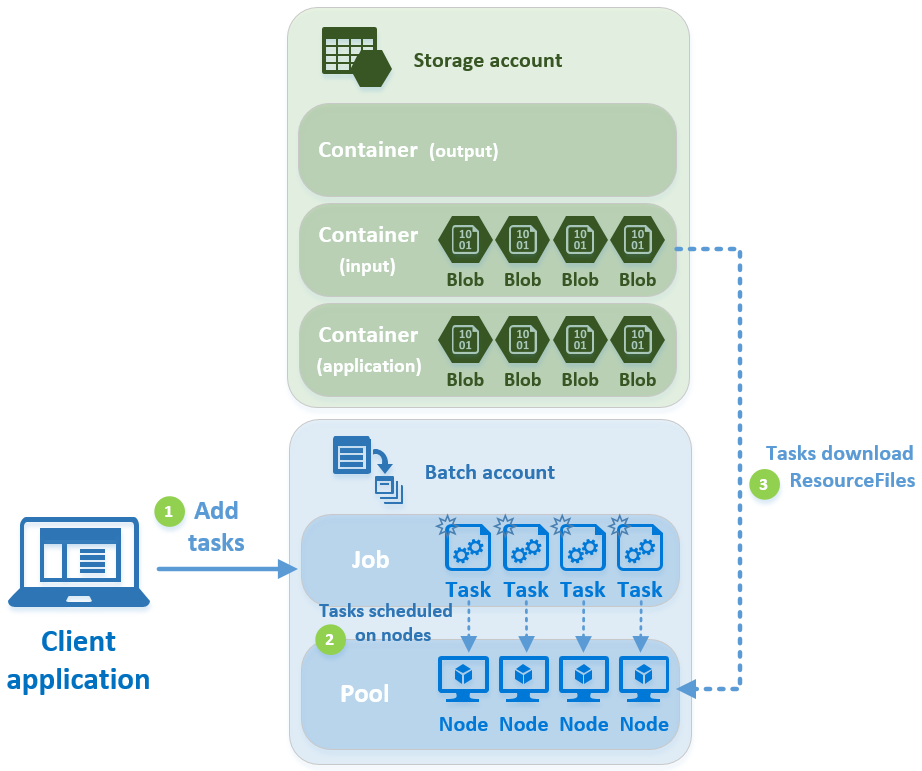 Storage account
Container (output)
Container
(input)
10
01
10
01
10
01
10
01
Blob Blob Blob Blob
Container
(application)
10
01
10
01
10
01
10
01
Blob Blob Blob Blob
Tasks download
3 ResourceFiles
Batch account
1 Add
tasks
Job
Task Task Task Task
Client
application
Tasks scheduled
2 on nodes
Pool
Node Node Node Node